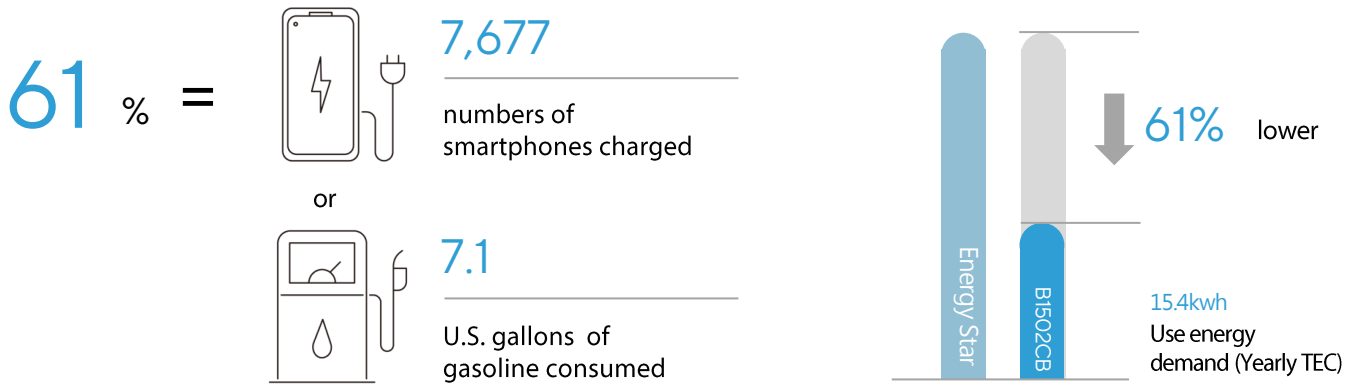 61 % =
7,677
numbers of
smartphones charged
or
7.1
U.S. gallons of
gasoline consumed
Energy Star
B1502CB
61% lower
15.4kwh
Use energy
demand (Yearly TEC)